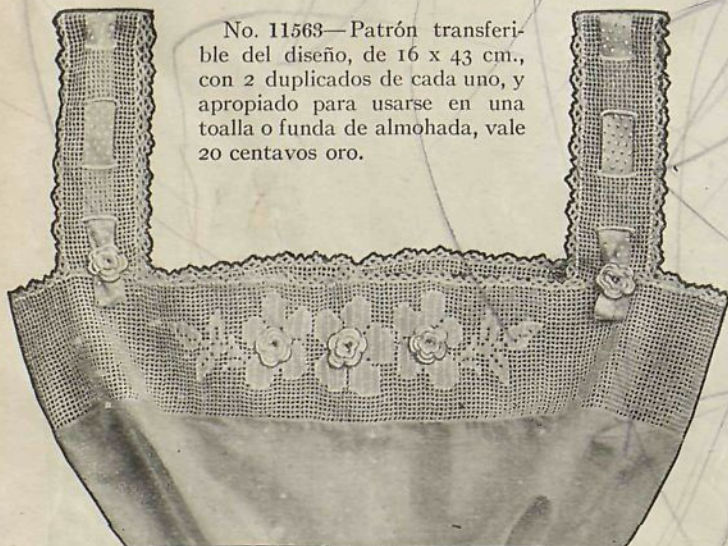 No. 11563—Patrón transferi-
ble del diseño, de 16 x 43 cm.,
con 2 duplicados de cada uno, y
apropiado para usarse en una
toalla o funda de almohada, vale
20 centavos oro.